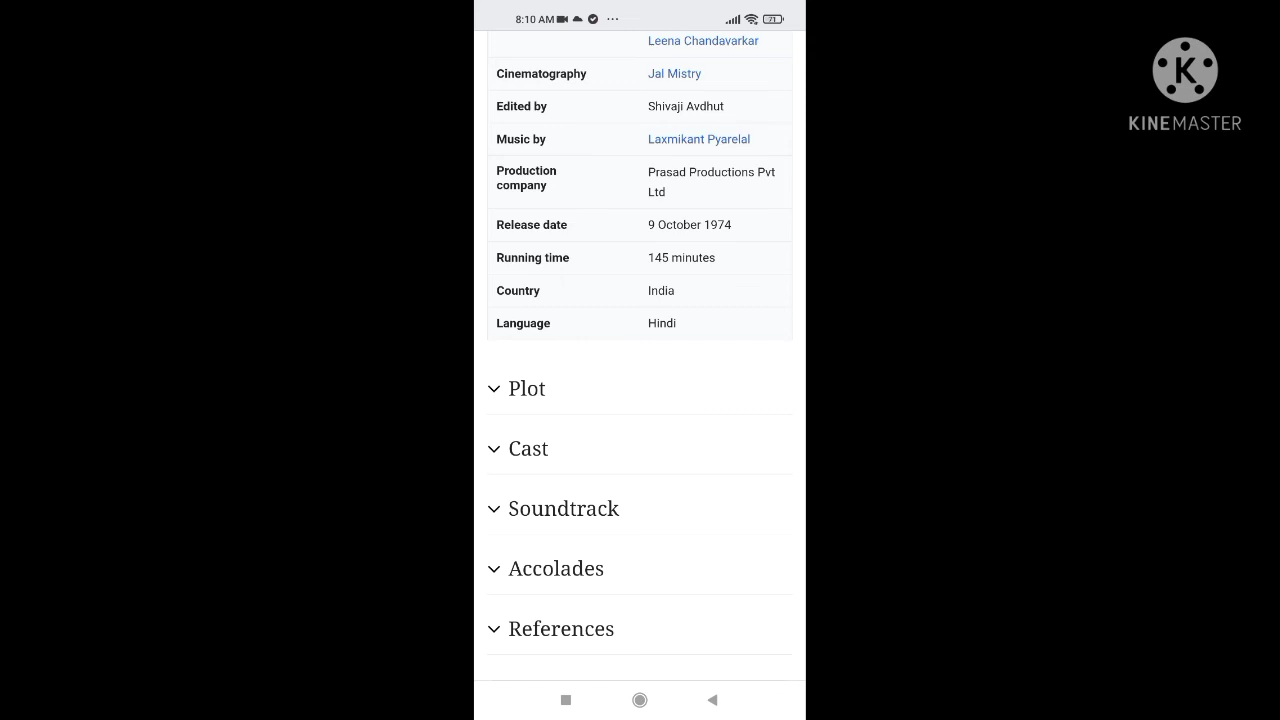 8:10 AM
71
Leena Chandavarkar
Cinematography Jal Mistry
Edited by Shivaji Avdhut
Music by Laxmikant Pyarelal
Production company Prasad Productions Pvt Ltd
Release date 9 October 1974
Running time 145 minutes
Country India
Language Hindi
Plot
Cast
Soundtrack
Accolades
References
K
KINEMASTER